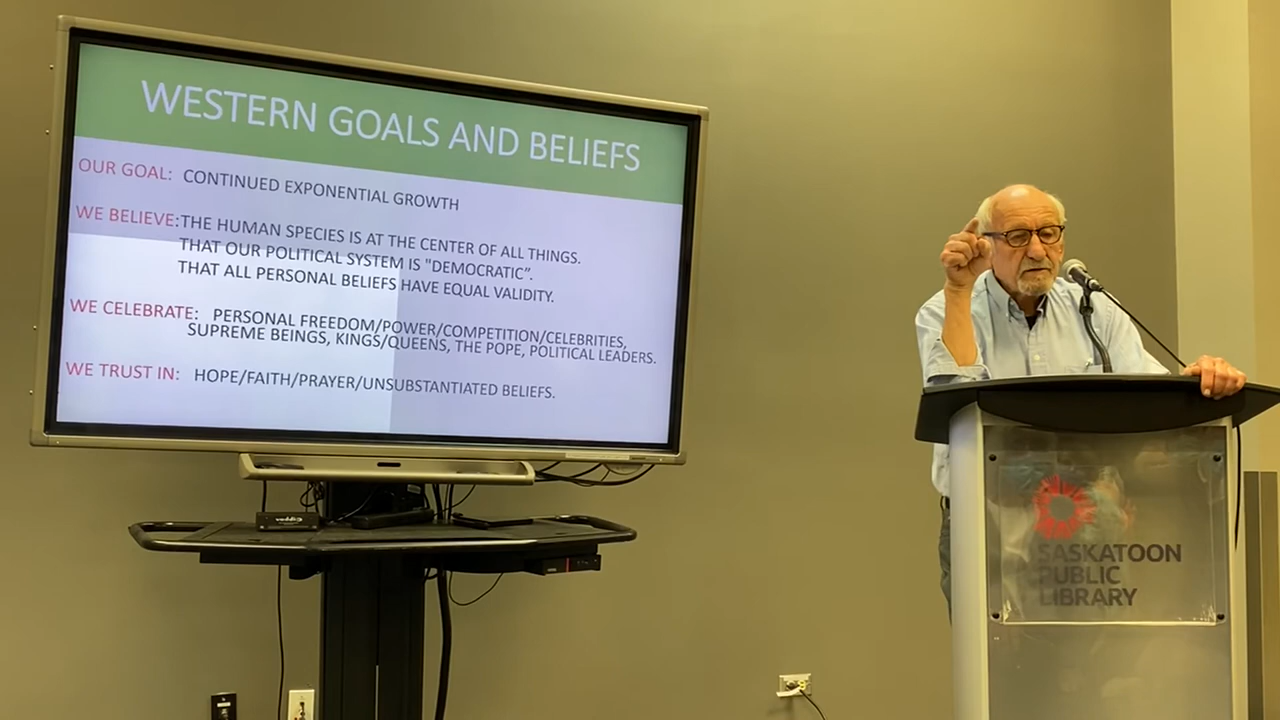 WESTERN GOALS AND BELIEFS
OUR GOAL: CONTINUED EXPONENTIAL GROWTH
WE BELIEVE:THE HUMAN SPECIES IS AT THE CENTER OF ALL THINGS.
THAT OUR POLITICAL SYSTEM IS "DEMOCRATIC”.
THAT ALL PERSONAL BELIEFS HAVE EQUAL VALIDITY.
WE CELEBRATE: PERSONAL FREEDOM/POWER/COMPETITION/CELEBRITIES,
SUPREME BEINGS, KINGS/QUEENS, THE POPE, POLITICAL LEADERS.
WE TRUST IN: HOPE/FAITH/PRAYER/UNSUBSTANTIATED BELIEFS.
SASKATOON
PUBLIC
LIBRARY